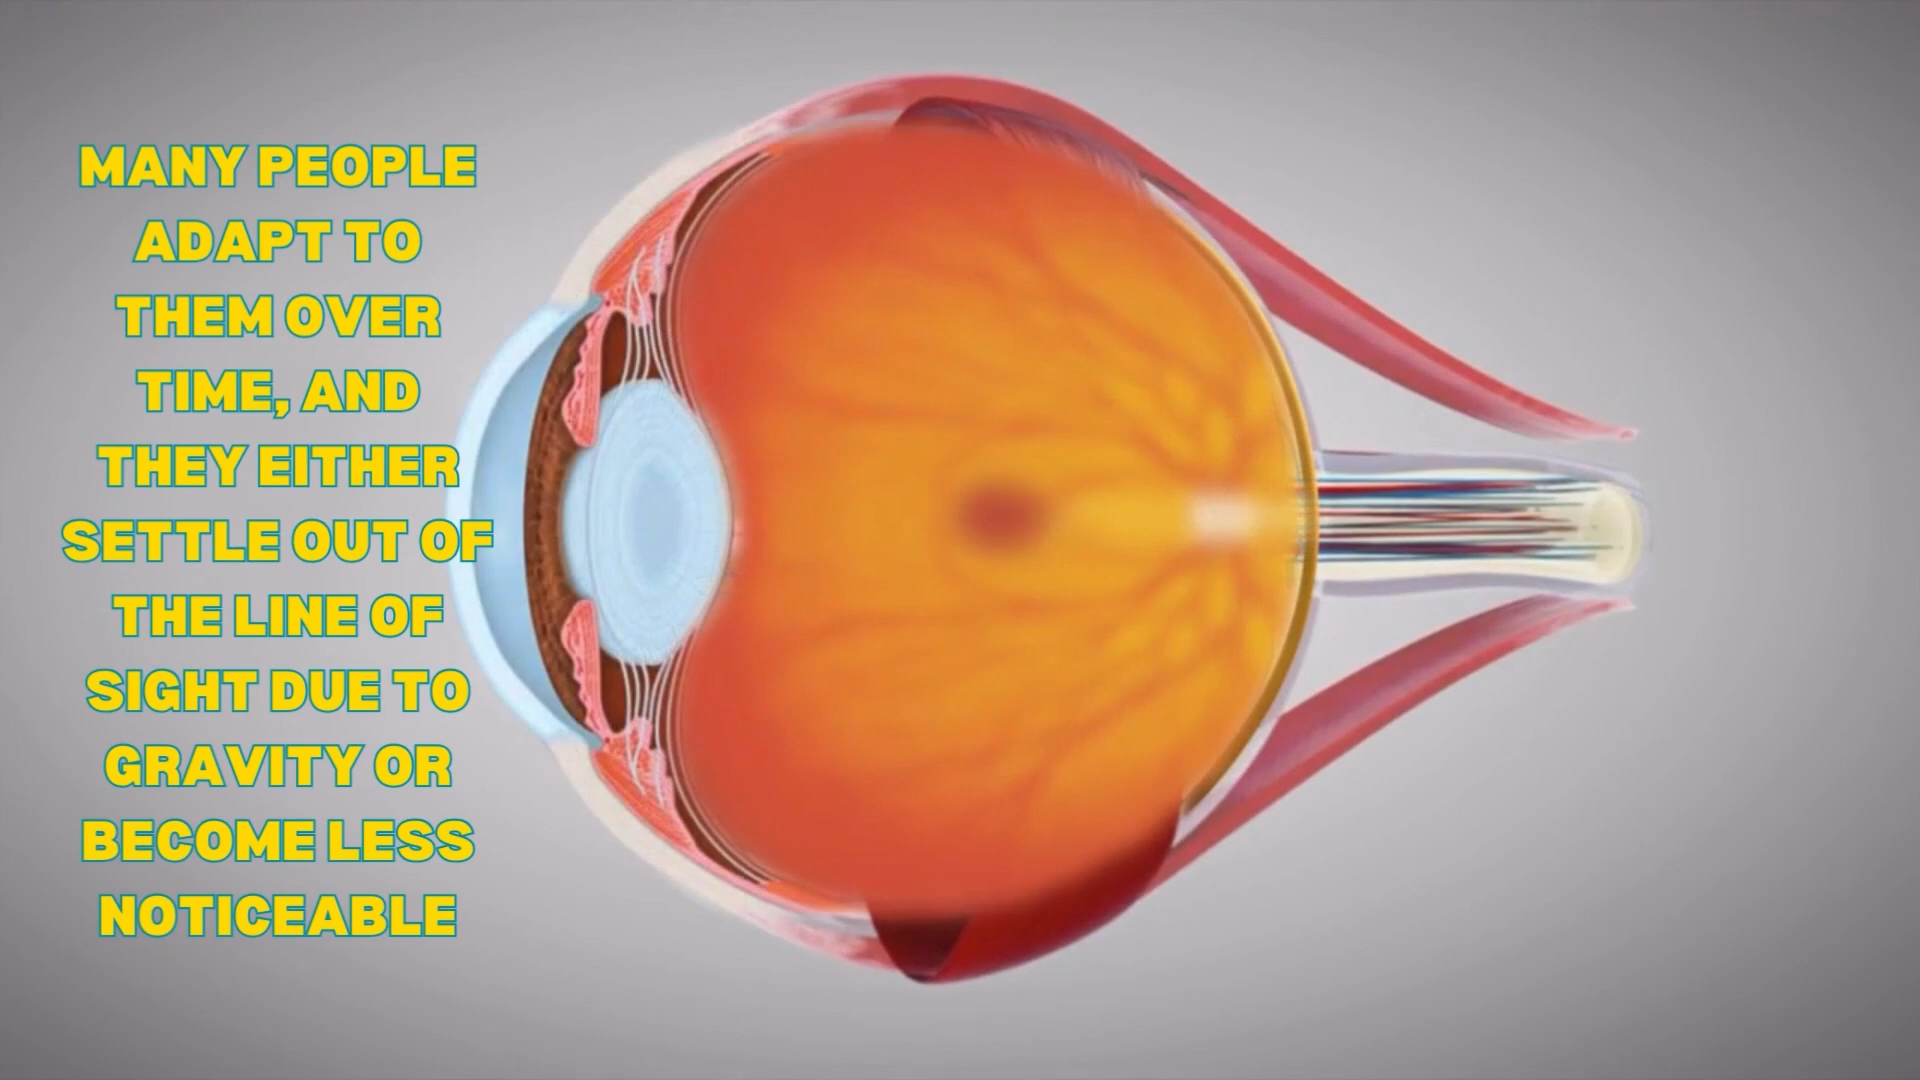 MANY PEOPLE
ADAPT TO
THEM OVER
TIME, AND
THEY EITHER
SETTLE OUT OF
THE LINE OF
SIGHT DUE TO
GRAVITY OR
BECOME LESS
NOTICEABLE